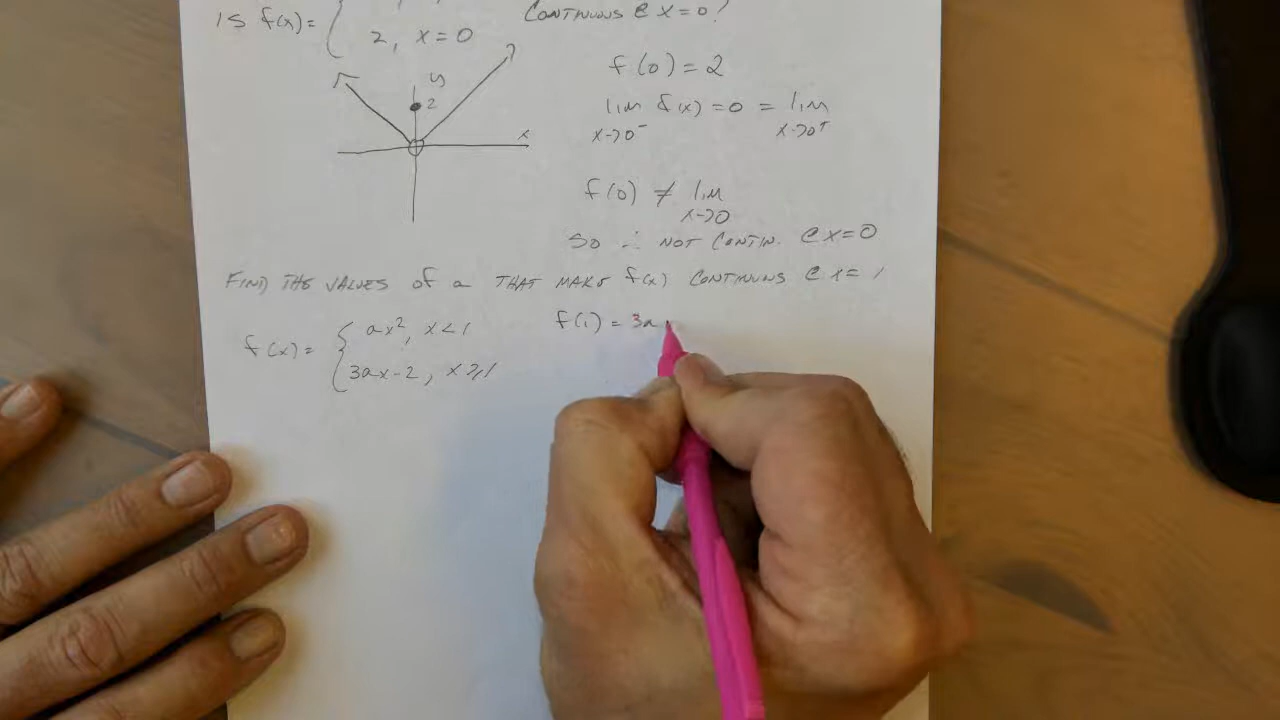 IS f(x) = {
CONTINUOUS @ X=0?
2, x=0
f(0) = 2
y
2
x
lim f(x) = 0 = lim
x→0⁻ x→0⁺
f(0) ≠ lim
x→0
SO ∴ NOT CONTIN. @ X=0
FIND THE VALUES of a THAT MAKE f(x) CONTINUNS @ X=1
f(x) = { ax², x<1
3ax-2, x≥1
f(1) = 3a